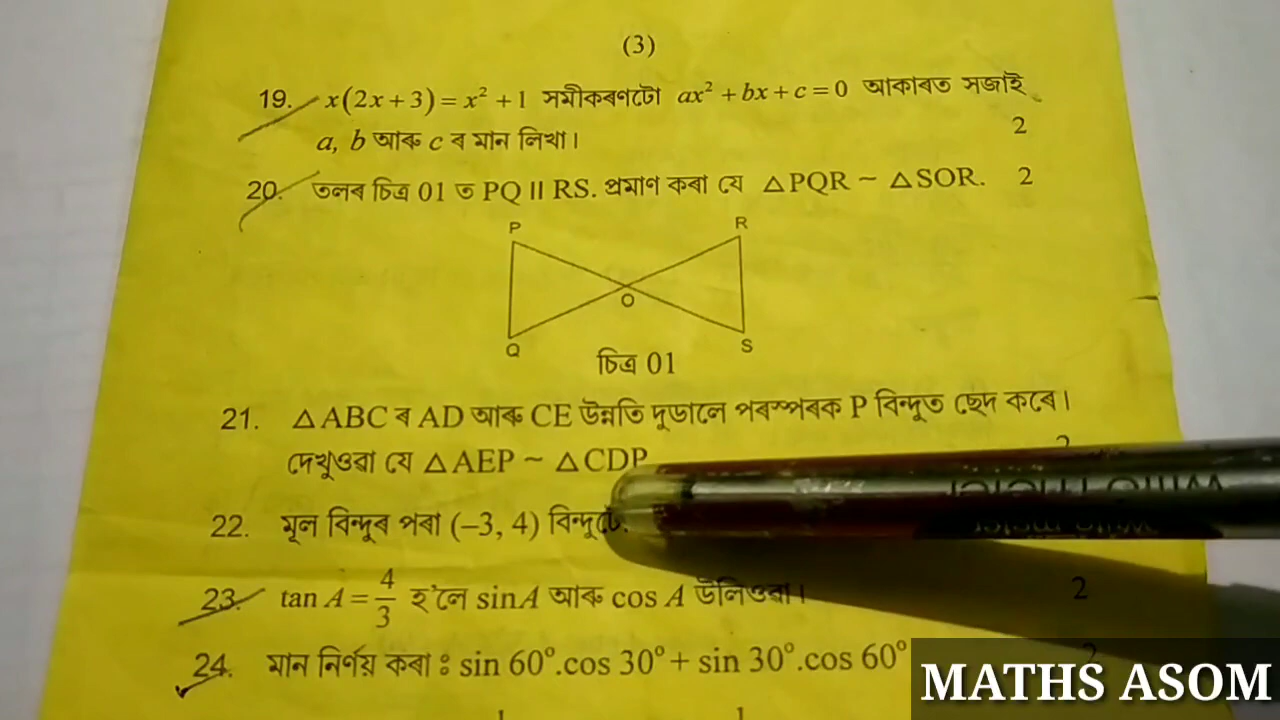 (3)
19. x(2x+3) = x² +1 সমীকৰণটো ax² + bx + c = 0 আকাৰত সজাই
a, b আৰু c ৰ মান লিখা। 2
20. তলৰ চিত্ৰ 01 ত PQ || RS. প্ৰমাণ কৰা যে △PQR ~ △SOR. 2
P R
O
Q S
চিত্ৰ 01
21. △ABC ৰ AD আৰু CE উন্নতি দুডালে পৰস্পৰক P বিন্দুত ছেদ কৰে।
দেখুওৱা যে △AEP ~ △CDP
22. মূল বিন্দুৰ পৰা (–3, 4)
23. tan A = 4/3 হ'লে sinA আৰু cos A উলিওৱা। 2
24. মান নিৰ্ণয় কৰা : sin 60°.cos 30° + sin 30°.cos 60°
MATHS ASOM